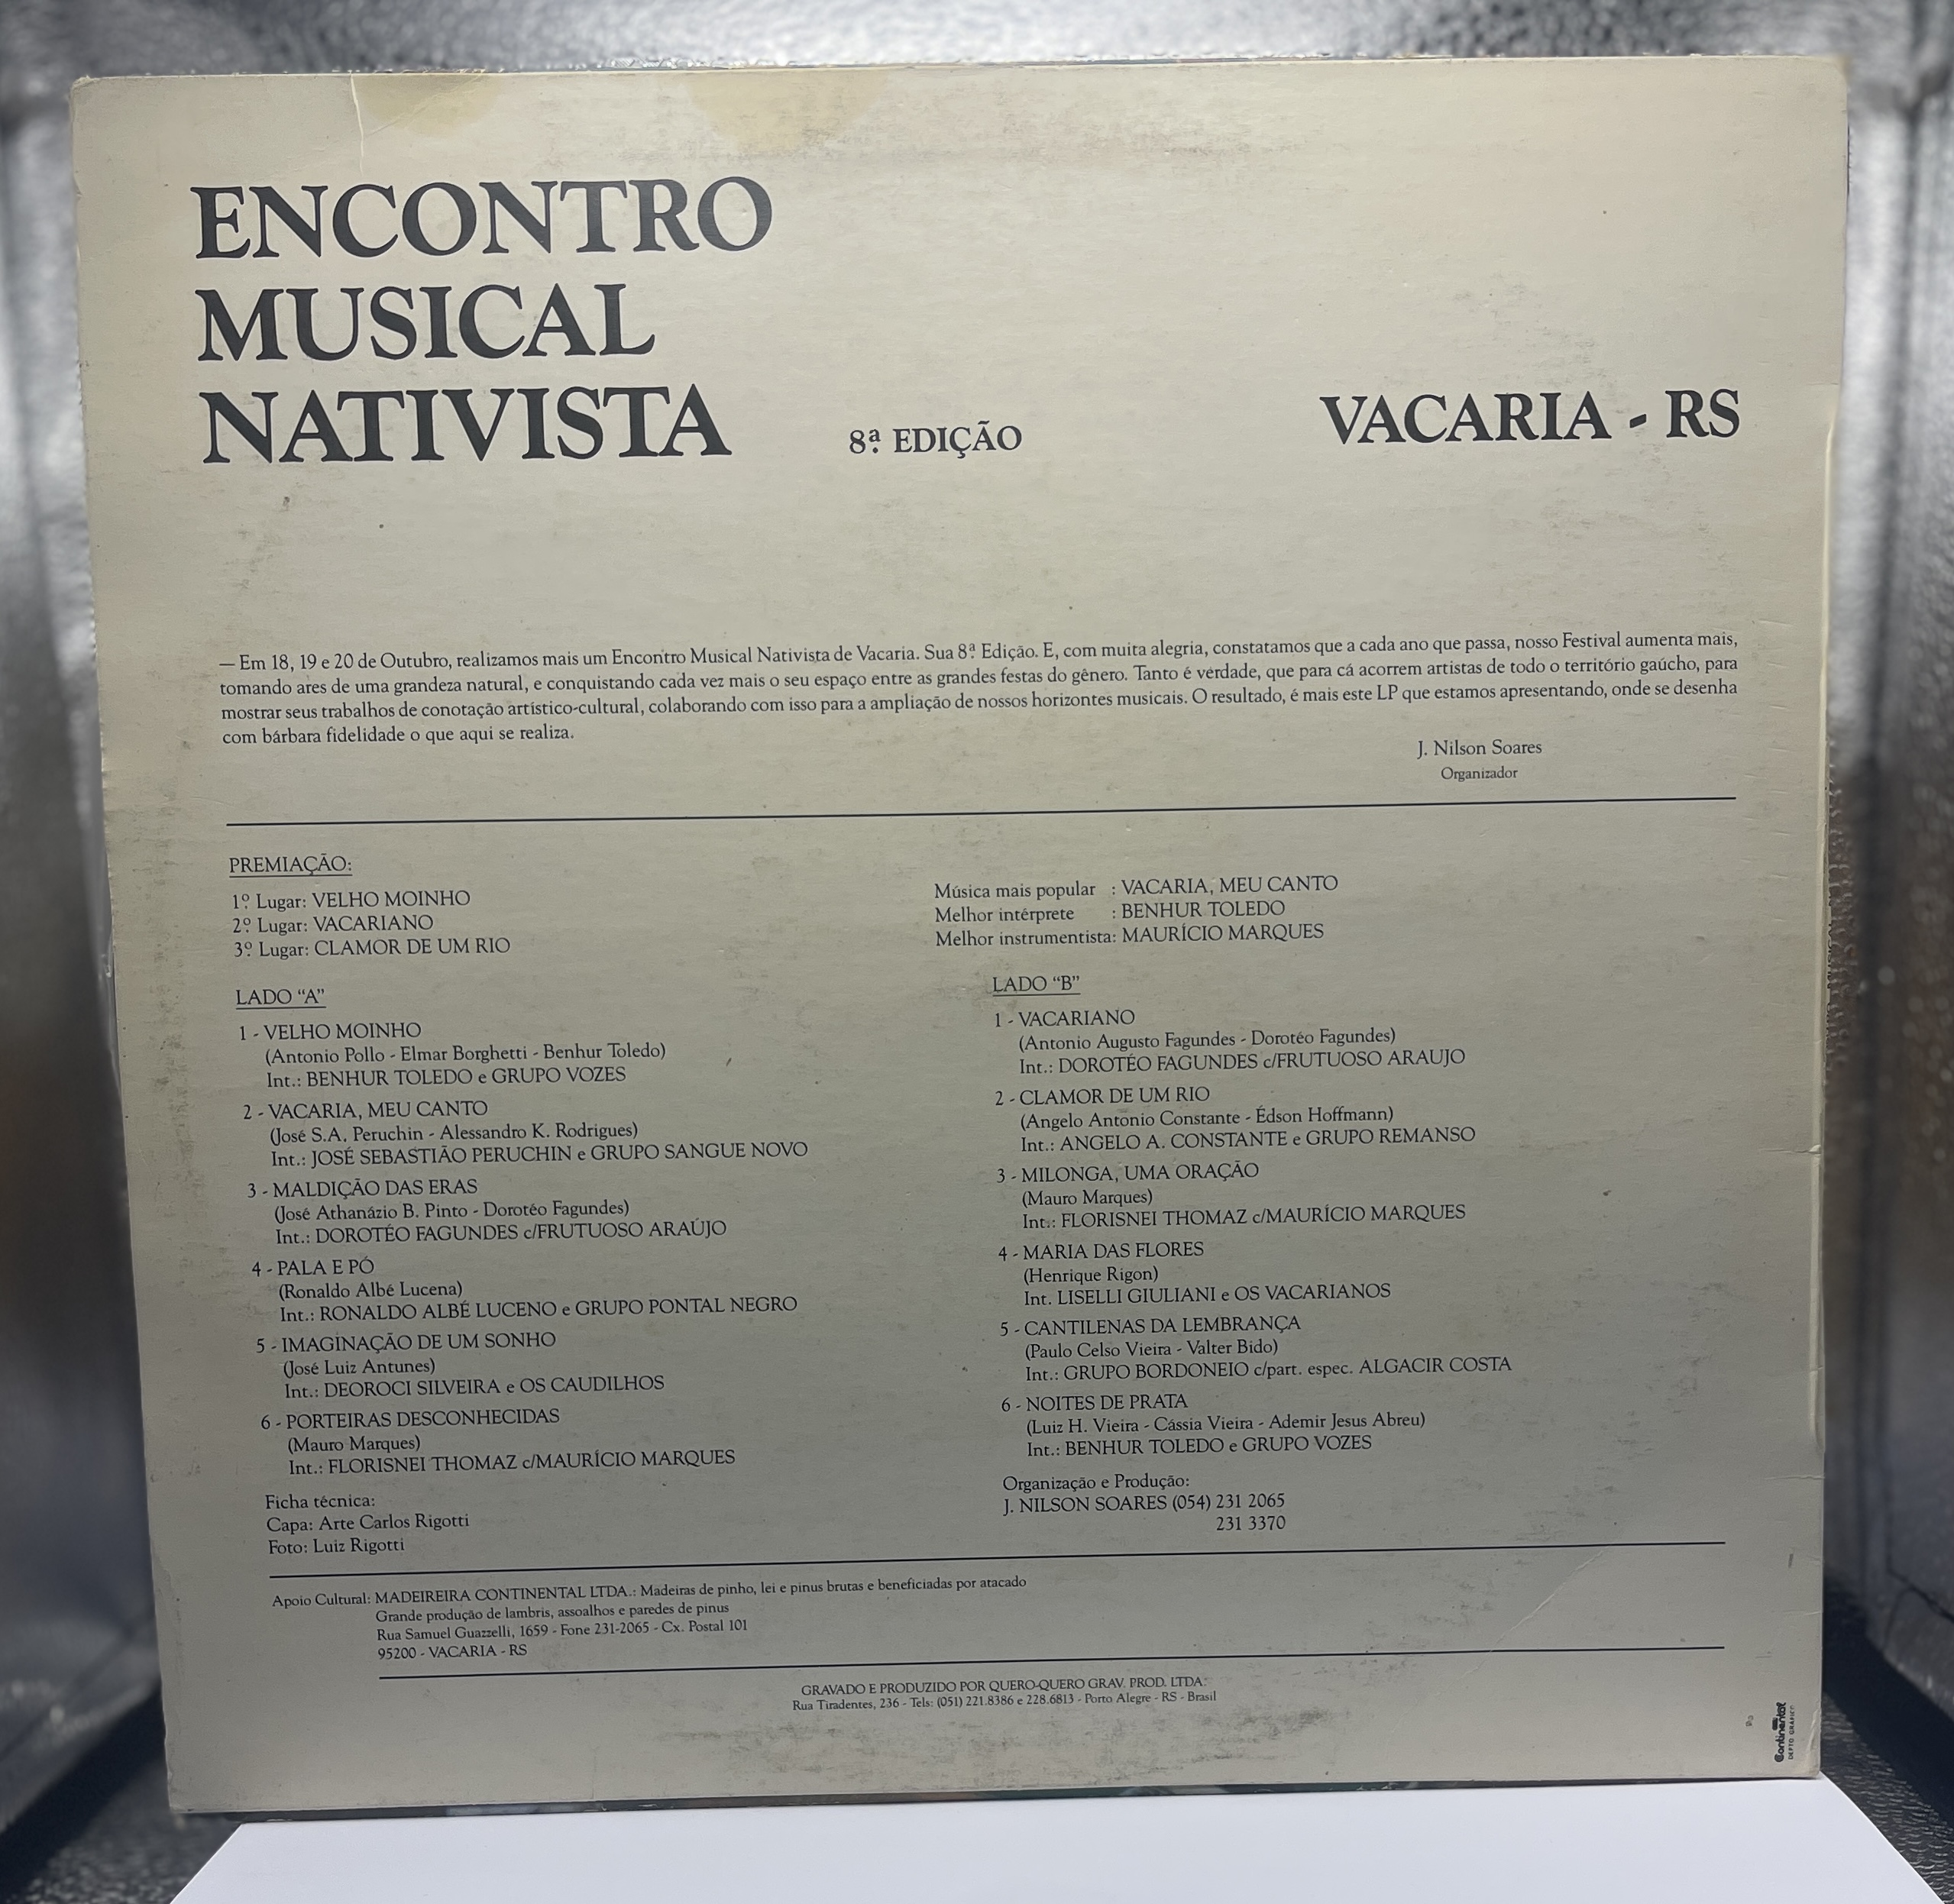 ENCONTRO
MUSICAL
NATIVISTA
8ª EDIÇÃO
VACARIA - RS
— Em 18, 19 e 20 de Outubro, realizamos mais um Encontro Musical Nativista de Vacaria. Sua 8ª Edição. E, com muita alegria, constatamos que a cada ano que passa, nosso Festival aumenta mais,
tomando ares de uma grandeza natural, e conquistando cada vez mais o seu espaço entre as grandes festas do gênero. Tanto é verdade, que para cá acorrem artistas de todo o território gaúcho, para
mostrar seus trabalhos de conotação artístico-cultural, colaborando com isso para a ampliação de nossos horizontes musicais. O resultado, é mais este LP que estamos apresentando, onde se desenha
com bárbara fidelidade o que aqui se realiza.
J. Nilson Soares
Organizador
PREMIAÇÃO:
1º Lugar: VELHO MOINHO
2º Lugar: VACARIANO
3º Lugar: CLAMOR DE UM RIO
Música mais popular : VACARIA, MEU CANTO
Melhor intérprete : BENHUR TOLEDO
Melhor instrumentista: MAURÍCIO MARQUES
LADO “A”
1 - VELHO MOINHO
(Antonio Pollo - Elmar Borghetti - Benhur Toledo)
Int.: BENHUR TOLEDO e GRUPO VOZES
2 - VACARIA, MEU CANTO
(José S.A. Peruchin - Alessandro K. Rodrigues)
Int.: JOSÉ SEBASTIÃO PERUCHIN e GRUPO SANGUE NOVO
3 - MALDIÇÃO DAS ERAS
(José Athanázio B. Pinto - Dorotéo Fagundes)
Int.: DOROTÉO FAGUNDES c/FRUTUOSO ARAÚJO
4 - PALA E PÓ
(Ronaldo Albé Lucena)
Int.: RONALDO ALBÉ LUCENO e GRUPO PONTAL NEGRO
5 - IMAGINAÇÃO DE UM SONHO
(José Luiz Antunes)
Int.: DEOROCI SILVEIRA e OS CAUDILHOS
6 - PORTEIRAS DESCONHECIDAS
(Mauro Marques)
Int.: FLORISNEI THOMAZ c/MAURÍCIO MARQUES
Ficha técnica:
Capa: Arte Carlos Rigotti
Foto: Luiz Rigotti
LADO “B”
1 - VACARIANO
(Antonio Augusto Fagundes - Dorotéo Fagundes)
Int.: DOROTÉO FAGUNDES c/FRUTUOSO ARAUJO
2 - CLAMOR DE UM RIO
(Angelo Antonio Constante - Édson Hoffmann)
Int.: ANGELO A. CONSTANTE e GRUPO REMANSO
3 - MILONGA, UMA ORAÇÃO
(Mauro Marques)
Int.: FLORISNEI THOMAZ c/MAURÍCIO MARQUES
4 - MARIA DAS FLORES
(Henrique Rigon)
Int. LISELLI GIULIANI e OS VACARIANOS
5 - CANTILENAS DA LEMBRANÇA
(Paulo Celso Vieira - Valter Bido)
Int.: GRUPO BORDONEIO c/part. espec. ALGACIR COSTA
6 - NOITES DE PRATA
(Luiz H. Vieira - Cássia Vieira - Ademir Jesus Abreu)
Int.: BENHUR TOLEDO e GRUPO VOZES
Organização e Produção:
J. NILSON SOARES (054) 231 2065
231 3370
Apoio Cultural: MADEIREIRA CONTINENTAL LTDA.: Madeiras de pinho, lei e pinus brutas e beneficiadas por atacado
Grande produção de lambris, assoalhos e paredes de pinus
Rua Samuel Guazzelli, 1659 - Fone 231-2065 - Cx. Postal 101
95200 - VACARIA - RS
GRAVADO E PRODUZIDO POR QUERO-QUERO GRAV. PROD. LTDA:
Rua Tiradentes, 236 - Tels: (051) 221.8386 e 228.6813 - Porto Alegre - RS - Brasil
Continental